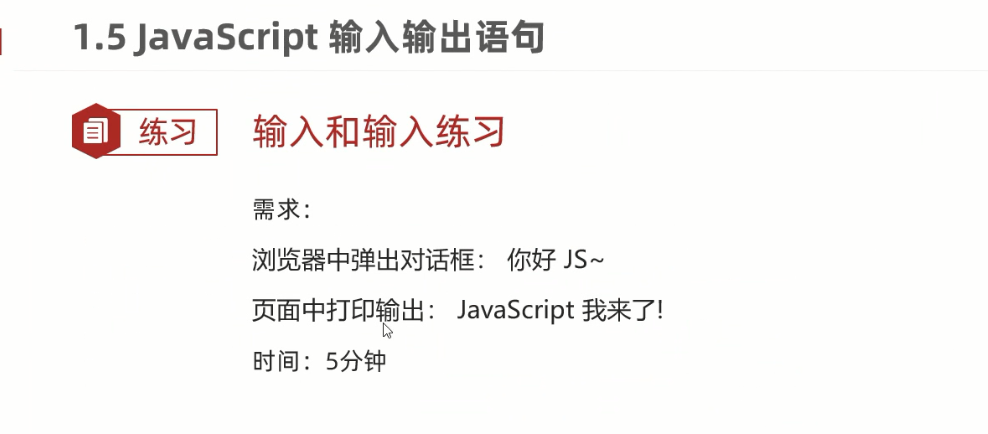 1.5 JavaScript 输入输出语句
练习
输入和输入练习
需求：
浏览器中弹出对话框： 你好 JS~
页面中打印输出： JavaScript 我来了!
时间：5分钟